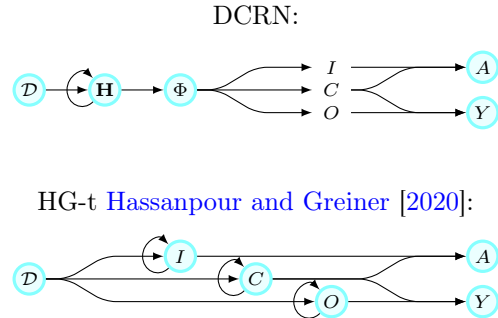 DCRN:
I A
𝒟 H Φ C
O Y
HG-t Hassanpour and Greiner [2020]:
I A
𝒟 C
O Y